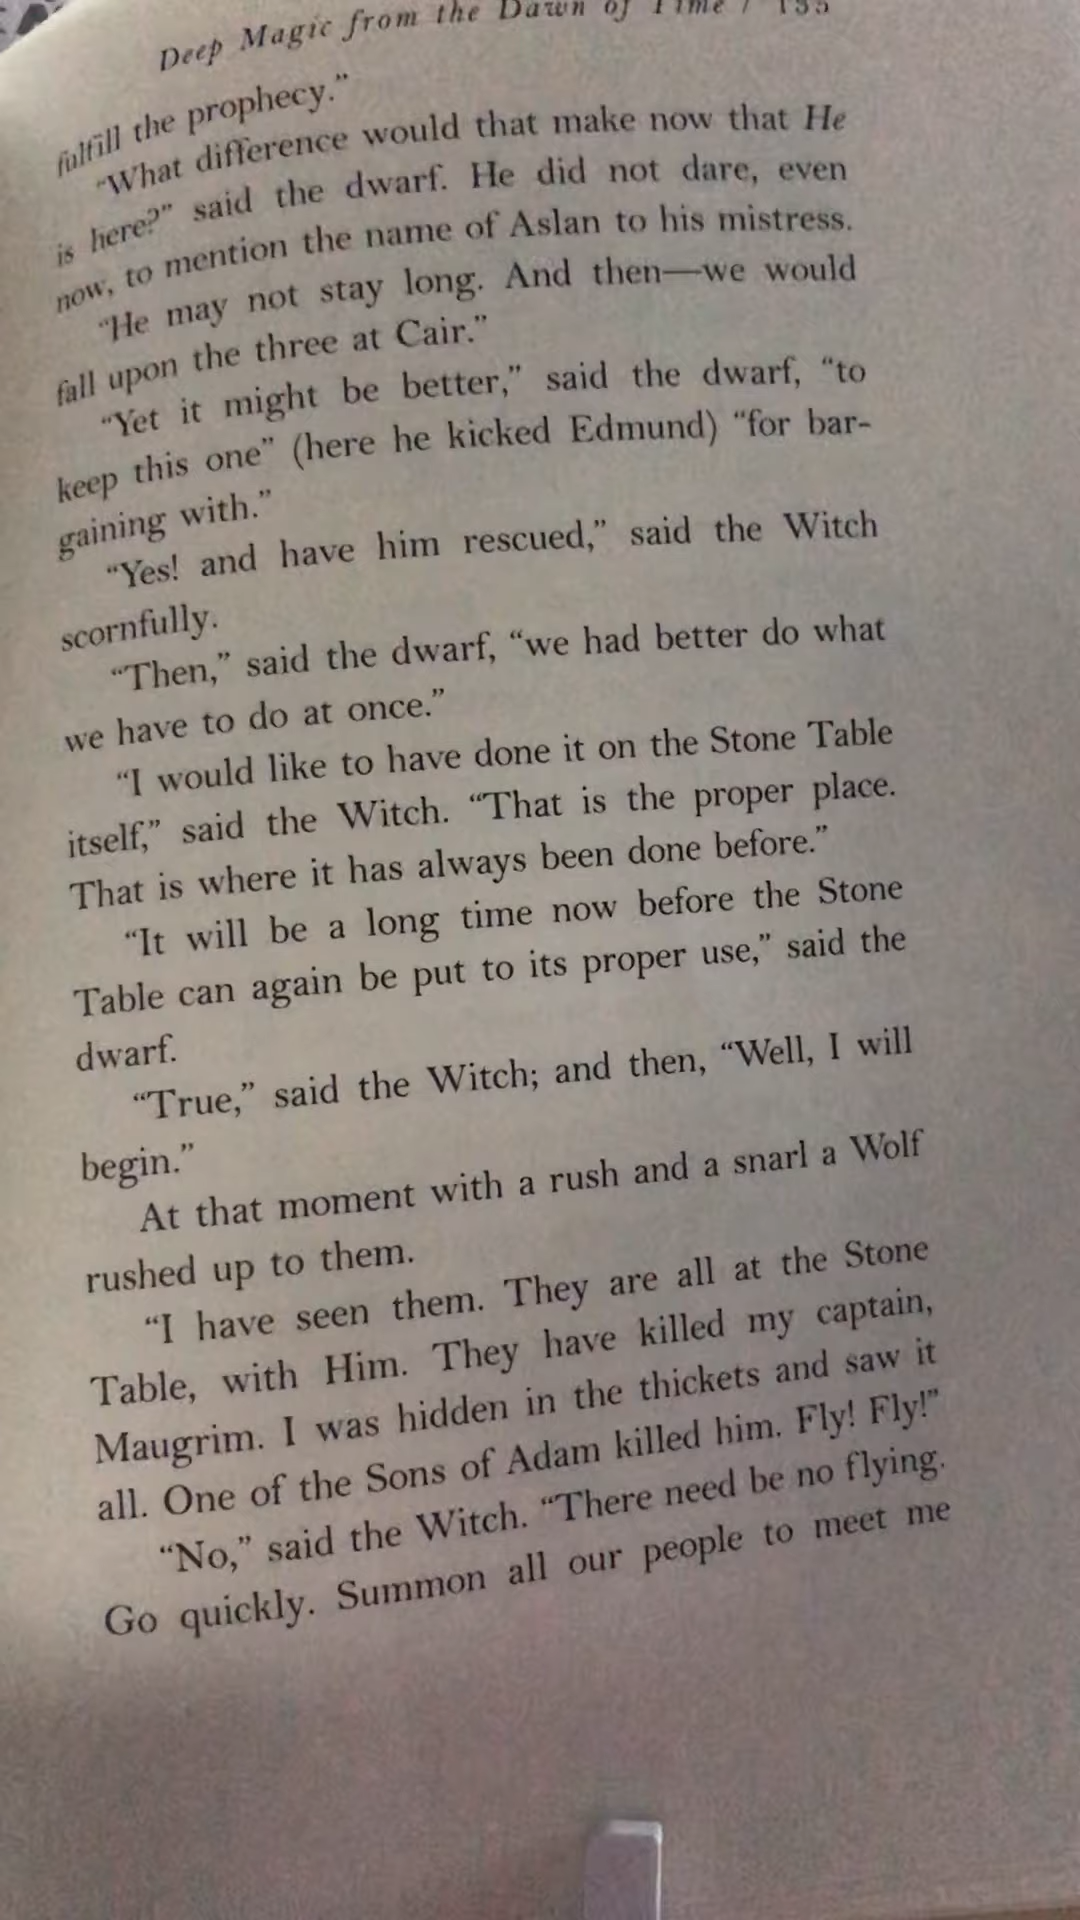 Deep Magic from the Dawn of Time / 135
fulfill the prophecy.”
“What difference would that make now that He
is here?” said the dwarf. He did not dare, even
now, to mention the name of Aslan to his mistress.
“He may not stay long. And then—we would
fall upon the three at Cair.”
“Yet it might be better,” said the dwarf, “to
keep this one” (here he kicked Edmund) “for bar-
gaining with.”
“Yes! and have him rescued,” said the Witch
scornfully.
“Then,” said the dwarf, “we had better do what
we have to do at once.”
“I would like to have done it on the Stone Table
itself,” said the Witch. “That is the proper place.
That is where it has always been done before.”
“It will be a long time now before the Stone
Table can again be put to its proper use,” said the
dwarf.
“True,” said the Witch; and then, “Well, I will
begin.”
At that moment with a rush and a snarl a Wolf
rushed up to them.
“I have seen them. They are all at the Stone
Table, with Him. They have killed my captain,
Maugrim. I was hidden in the thickets and saw it
all. One of the Sons of Adam killed him. Fly! Fly!”
“No,” said the Witch. “There need be no flying.
Go quickly. Summon all our people to meet me